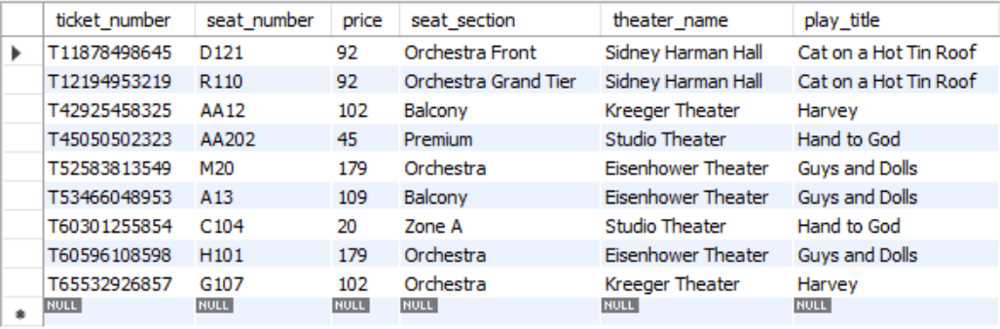 ticket_number seat_number price seat_section theater_name play_title
T11878498645 D121 92 Orchestra Front Sidney Harman Hall Cat on a Hot Tin Roof
T12194953219 R110 92 Orchestra Grand Tier Sidney Harman Hall Cat on a Hot Tin Roof
T42925458325 AA12 102 Balcony Kreeger Theater Harvey
T45050502323 AA202 45 Premium Studio Theater Hand to God
T52583813549 M20 179 Orchestra Eisenhower Theater Guys and Dolls
T53466048953 A13 109 Balcony Eisenhower Theater Guys and Dolls
T60301255854 C104 20 Zone A Studio Theater Hand to God
T60596108598 H101 179 Orchestra Eisenhower Theater Guys and Dolls
T65532926857 G107 102 Orchestra Kreeger Theater Harvey
NULL NULL NULL NULL NULL NULL